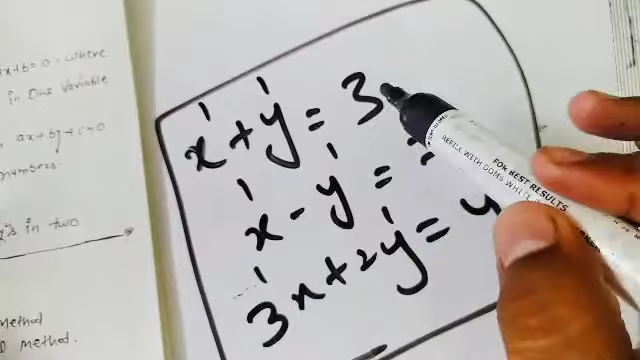 ax+b=0, where
in One Variable
ax+by+c=0
numbers.
in two
method
method.
x+y=3
x-y=
3x+2y=4
FOR BEST RESULTS
REFILL WITH DOMS WHITE